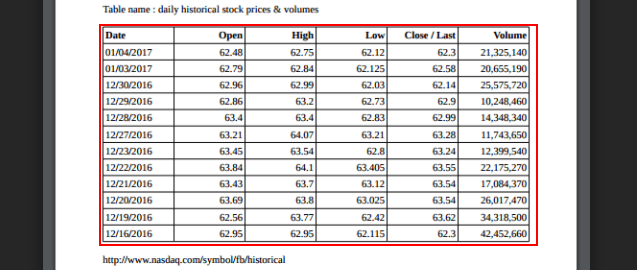 Table name : daily historical stock prices & volumes
Date Open High Low Close / Last Volume
01/04/2017 62.48 62.75 62.12 62.3 21,325,140
01/03/2017 62.79 62.84 62.125 62.58 20,655,190
12/30/2016 62.96 62.99 62.03 62.14 25,575,720
12/29/2016 62.86 63.2 62.73 62.9 10,248,460
12/28/2016 63.4 63.4 62.83 62.99 14,348,340
12/27/2016 63.21 64.07 63.21 63.28 11,743,650
12/23/2016 63.45 63.54 62.8 63.24 12,399,540
12/22/2016 63.84 64.1 63.405 63.55 22,175,270
12/21/2016 63.43 63.7 63.12 63.54 17,084,370
12/20/2016 63.69 63.8 63.025 63.54 26,017,470
12/19/2016 62.56 63.77 62.42 63.62 34,318,500
12/16/2016 62.95 62.95 62.115 62.3 42,452,660
http://www.nasdaq.com/symbol/fb/historical